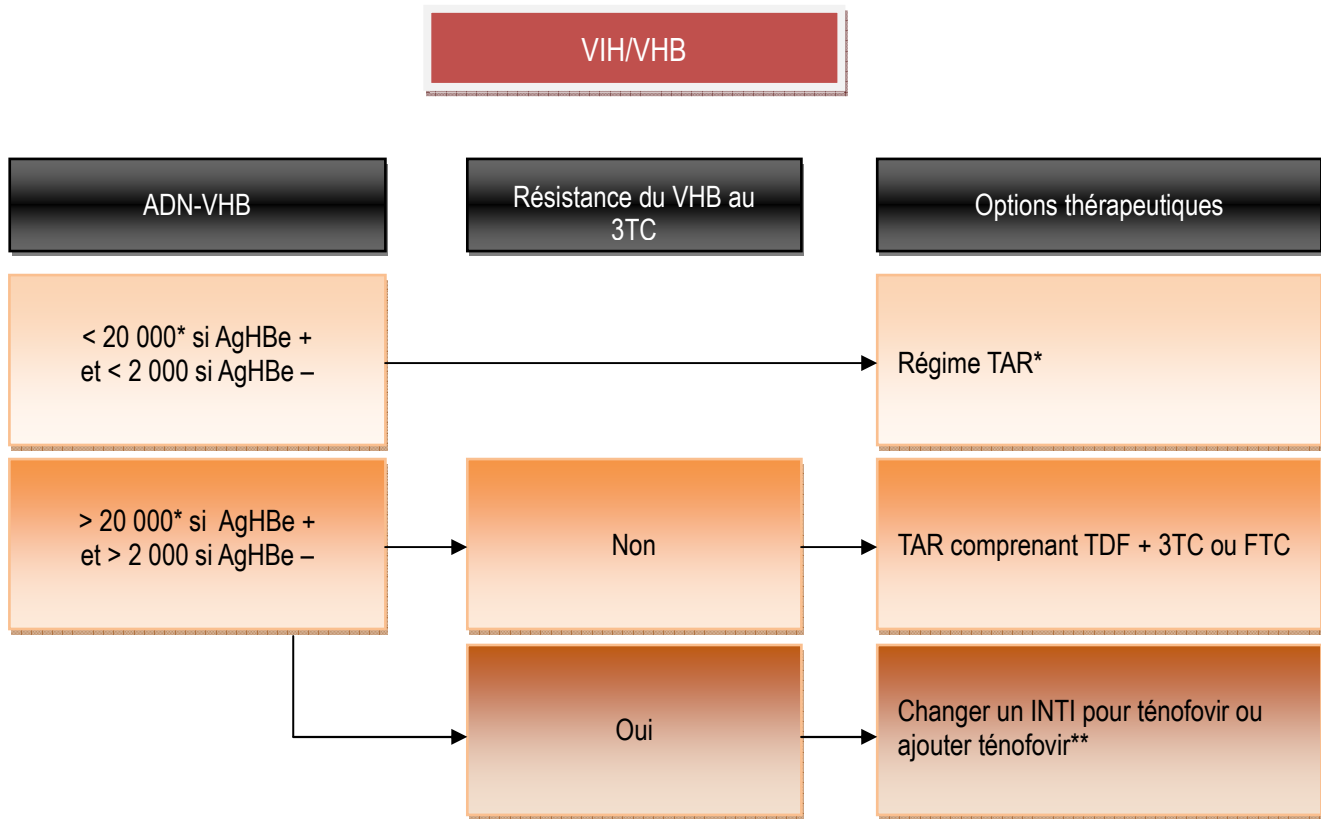 VIH/VHB
ADN-VHB
Résistance du VHB au
3TC
Options thérapeutiques
< 20 000* si AgHBe +
et < 2 000 si AgHBe –
Régime TAR*
> 20 000* si AgHBe +
et > 2 000 si AgHBe –
Non
TAR comprenant TDF + 3TC ou FTC
Oui
Changer un INTI pour ténofovir ou
ajouter ténofovir**